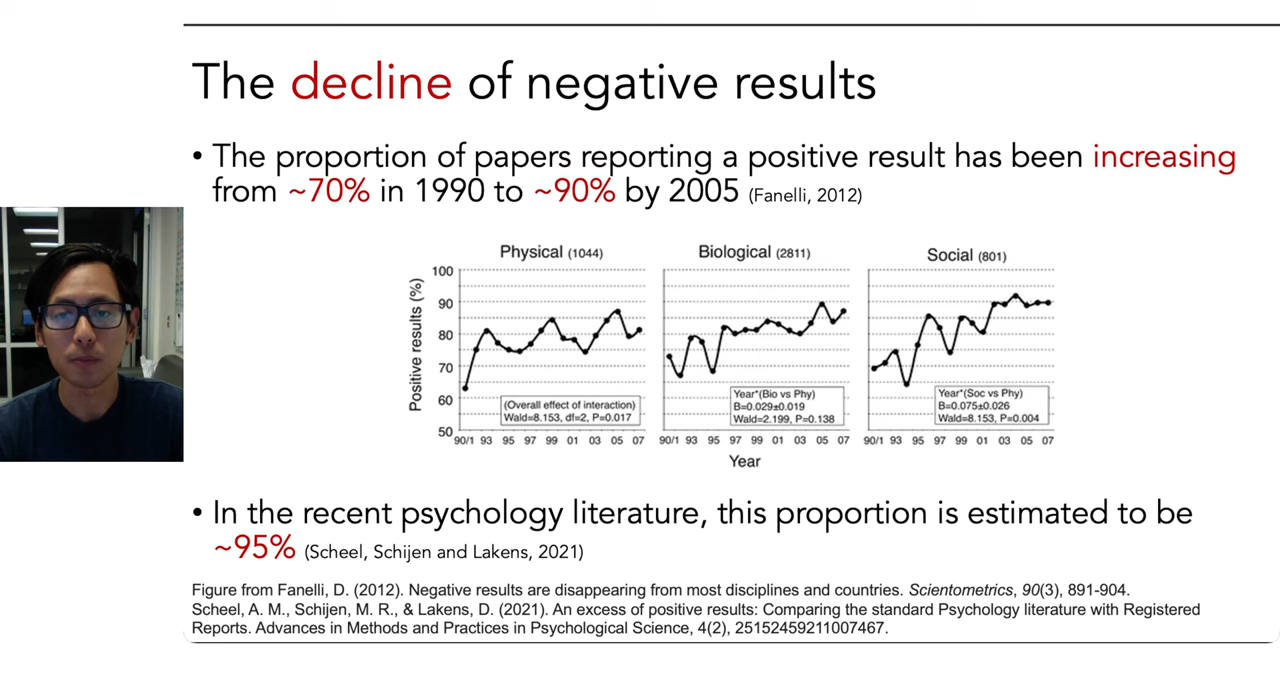 The decline of negative results
• The proportion of papers reporting a positive result has been increasing
from ~70% in 1990 to ~90% by 2005 (Fanelli, 2012)
Physical (1044)
Biological (2811)
Social (801)
Positive results (%)
100
90
80
70
60
50
(Overall effect of interaction)
Wald=8.153, df=2, P=0.017
Year*(Bio vs Phy)
B=0.029±0.019
Wald=2.199, P=0.138
Year*(Soc vs Phy)
B=0.075±0.026
Wald=8.153, P=0.004
90/1 93 95 97 99 01 03 05 07
90/1 93 95 97 99 01 03 05 07
90/1 93 95 97 99 01 03 05 07
Year
• In the recent psychology literature, this proportion is estimated to be
~95% (Scheel, Schijen and Lakens, 2021)
Figure from Fanelli, D. (2012). Negative results are disappearing from most disciplines and countries. Scientometrics, 90(3), 891-904.
Scheel, A. M., Schijen, M. R., & Lakens, D. (2021). An excess of positive results: Comparing the standard Psychology literature with Registered
Reports. Advances in Methods and Practices in Psychological Science, 4(2), 25152459211007467.